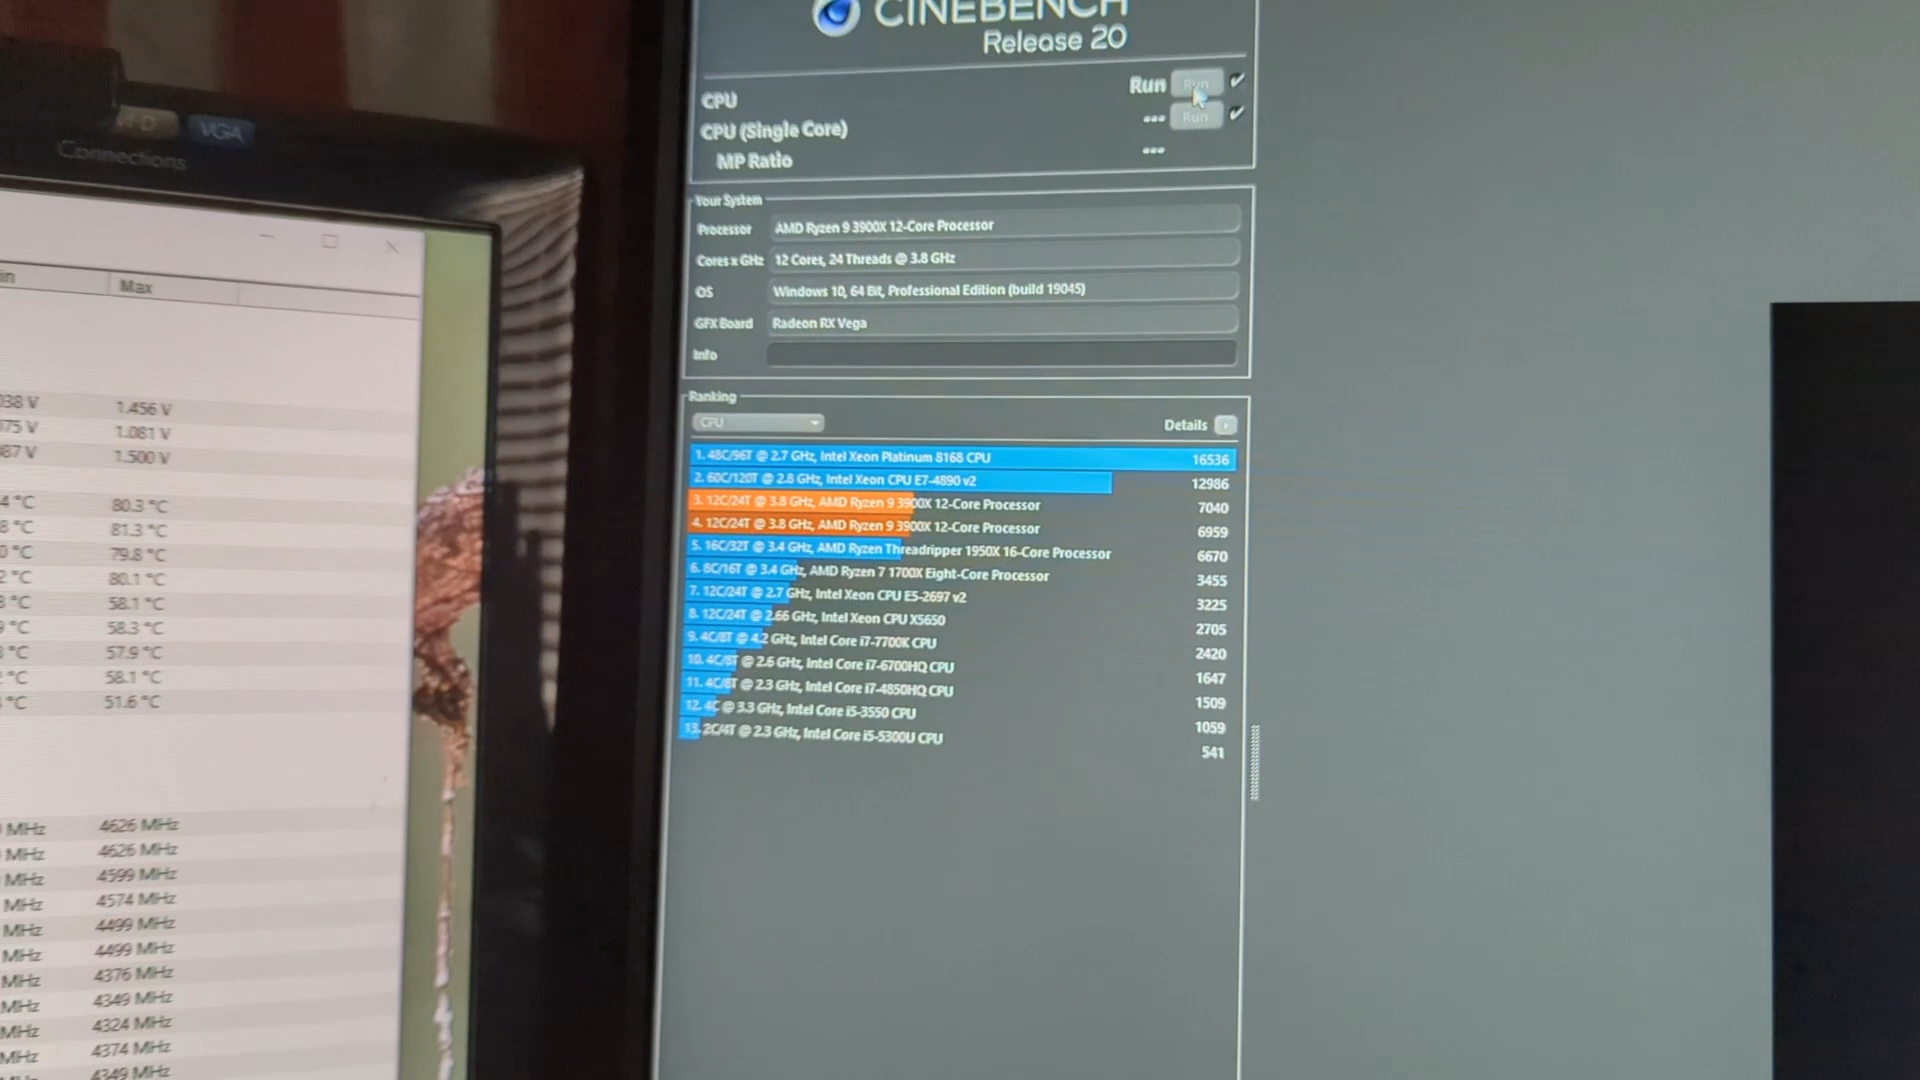 VGA
Connections
Max
1.456 V
1.081 V
1.500 V
80.3 °C
81.3 °C
79.8 °C
80.1 °C
58.1 °C
58.3 °C
57.9 °C
58.1 °C
51.6 °C
MHz 4626 MHz
MHz 4626 MHz
MHz 4599 MHz
MHz 4574 MHz
MHz 4499 MHz
MHz 4499 MHz
MHz 4376 MHz
MHz 4349 MHz
MHz 4324 MHz
MHz 4374 MHz
4349 MHz
CINEBENCH
Release 20
CPU Run Run
CPU (Single Core) --- Run
MP Ratio ---
Your System
Processor AMD Ryzen 9 3900X 12-Core Processor
Cores x GHz 12 Cores, 24 Threads @ 3.8 GHz
OS Windows 10, 64 Bit, Professional Edition (build 19045)
GFX Board Radeon RX Vega
Info
Ranking
CPU Details
1. 48C/96T @ 2.7 GHz, Intel Xeon Platinum 8168 CPU 16536
2. 60C/120T @ 2.8 GHz, Intel Xeon CPU E7-4890 v2 12986
3. 12C/24T @ 3.8 GHz, AMD Ryzen 9 3900X 12-Core Processor 7040
4. 12C/24T @ 3.8 GHz, AMD Ryzen 9 3900X 12-Core Processor 6959
5. 16C/32T @ 3.4 GHz, AMD Ryzen Threadripper 1950X 16-Core Processor 6670
6. 8C/16T @ 3.4 GHz, AMD Ryzen 7 1700X Eight-Core Processor 3455
7. 12C/24T @ 2.7 GHz, Intel Xeon CPU E5-2697 v2 3225
8. 12C/24T @ 2.66 GHz, Intel Xeon CPU X5650 2705
9. 4C/8T @ 4.2 GHz, Intel Core i7-7700K CPU 2420
10. 4C/8T @ 2.6 GHz, Intel Core i7-6700HQ CPU 1647
11. 4C/8T @ 2.3 GHz, Intel Core i7-4850HQ CPU 1509
12. 4C @ 3.3 GHz, Intel Core i5-3550 CPU 1059
13. 2C/4T @ 2.3 GHz, Intel Core i5-5300U CPU 541